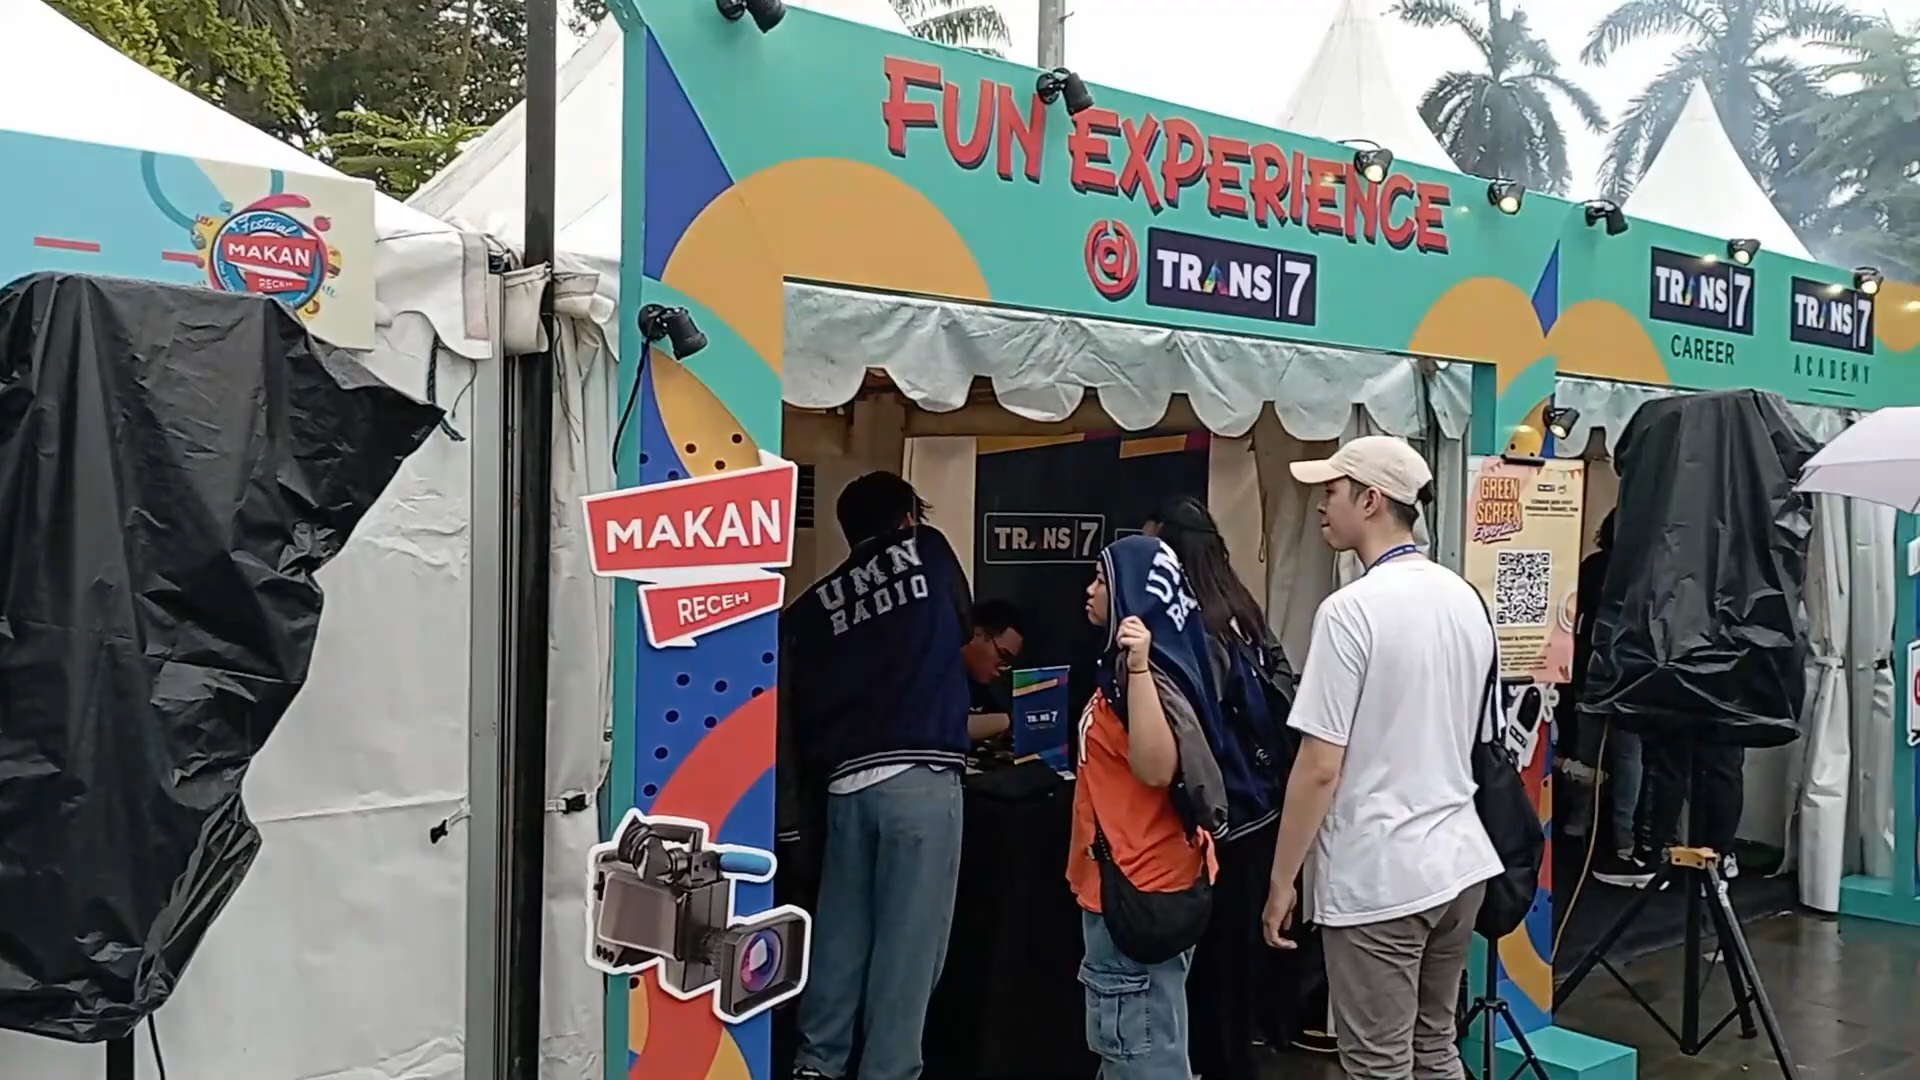 FUN EXPERIENCE
@ TRANS|7
TRANS|7
CAREER
TRANS|7
ACADEMY
Festival
MAKAN
RECEH
MAKAN
RECEH
UMN
RADIO
TRANS|7
TRANS 7
UMN
RA
GREEN
SCREEN
Experience